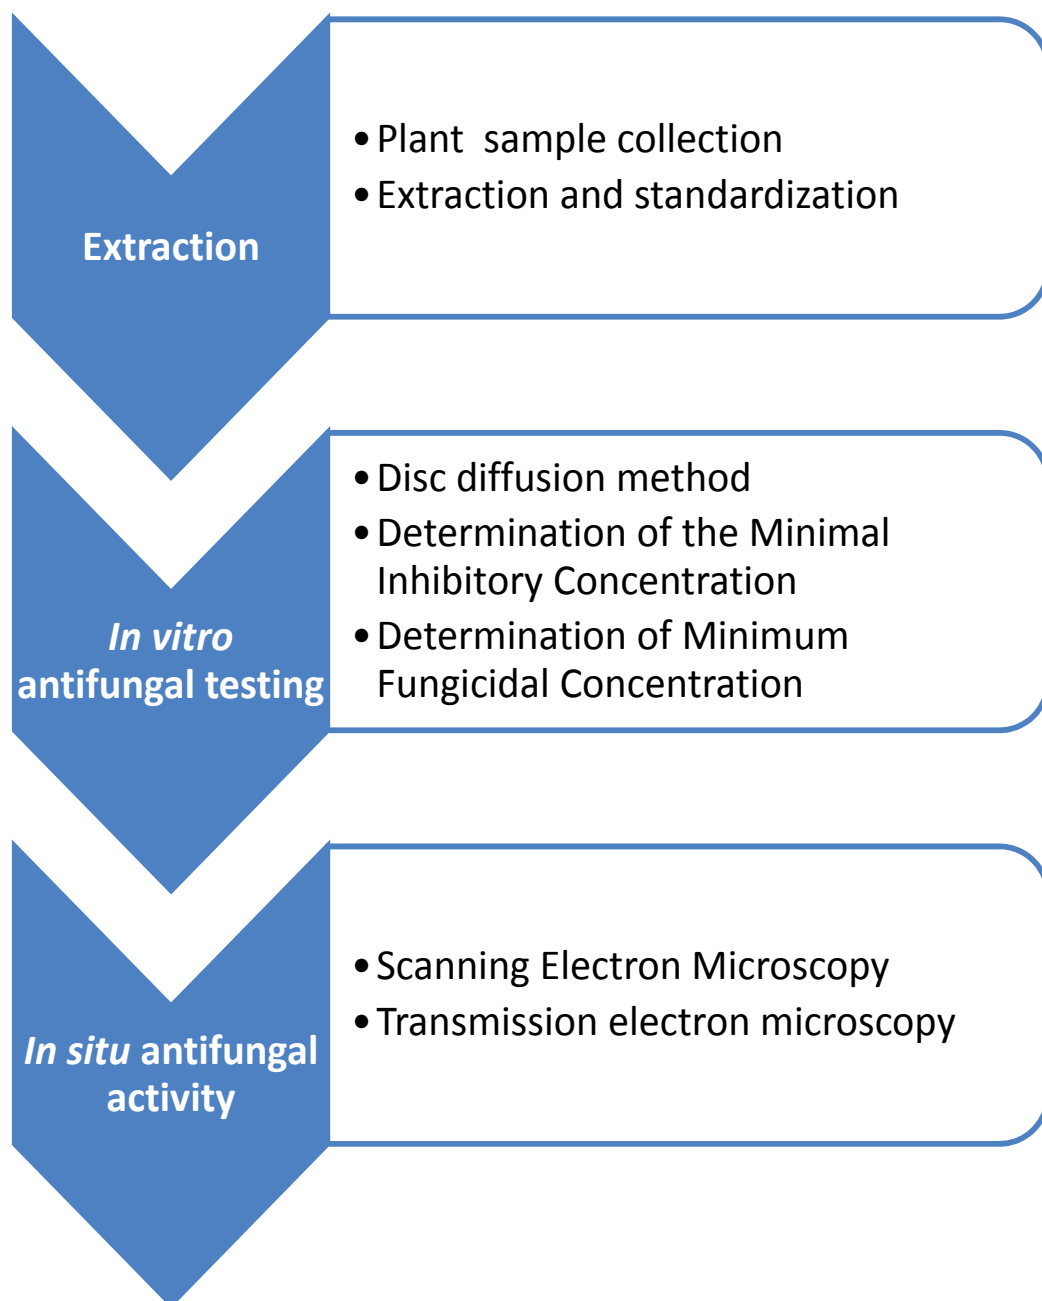 Extraction
• Plant  sample collection
• Extraction and standardization
In vitro
antifungal testing
• Disc diffusion method
• Determination of the Minimal
Inhibitory Concentration
• Determination of Minimum
Fungicidal Concentration
In situ antifungal
activity
• Scanning Electron Microscopy
• Transmission electron microscopy